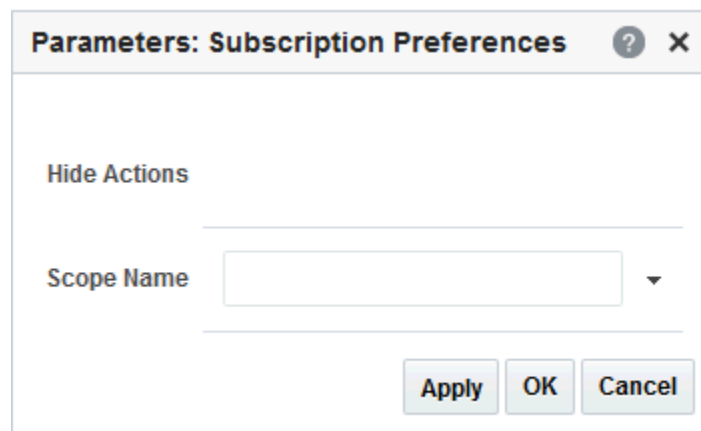 Parameters: Subscription Preferences ?
Hide Actions
Scope Name
Apply OK Cancel